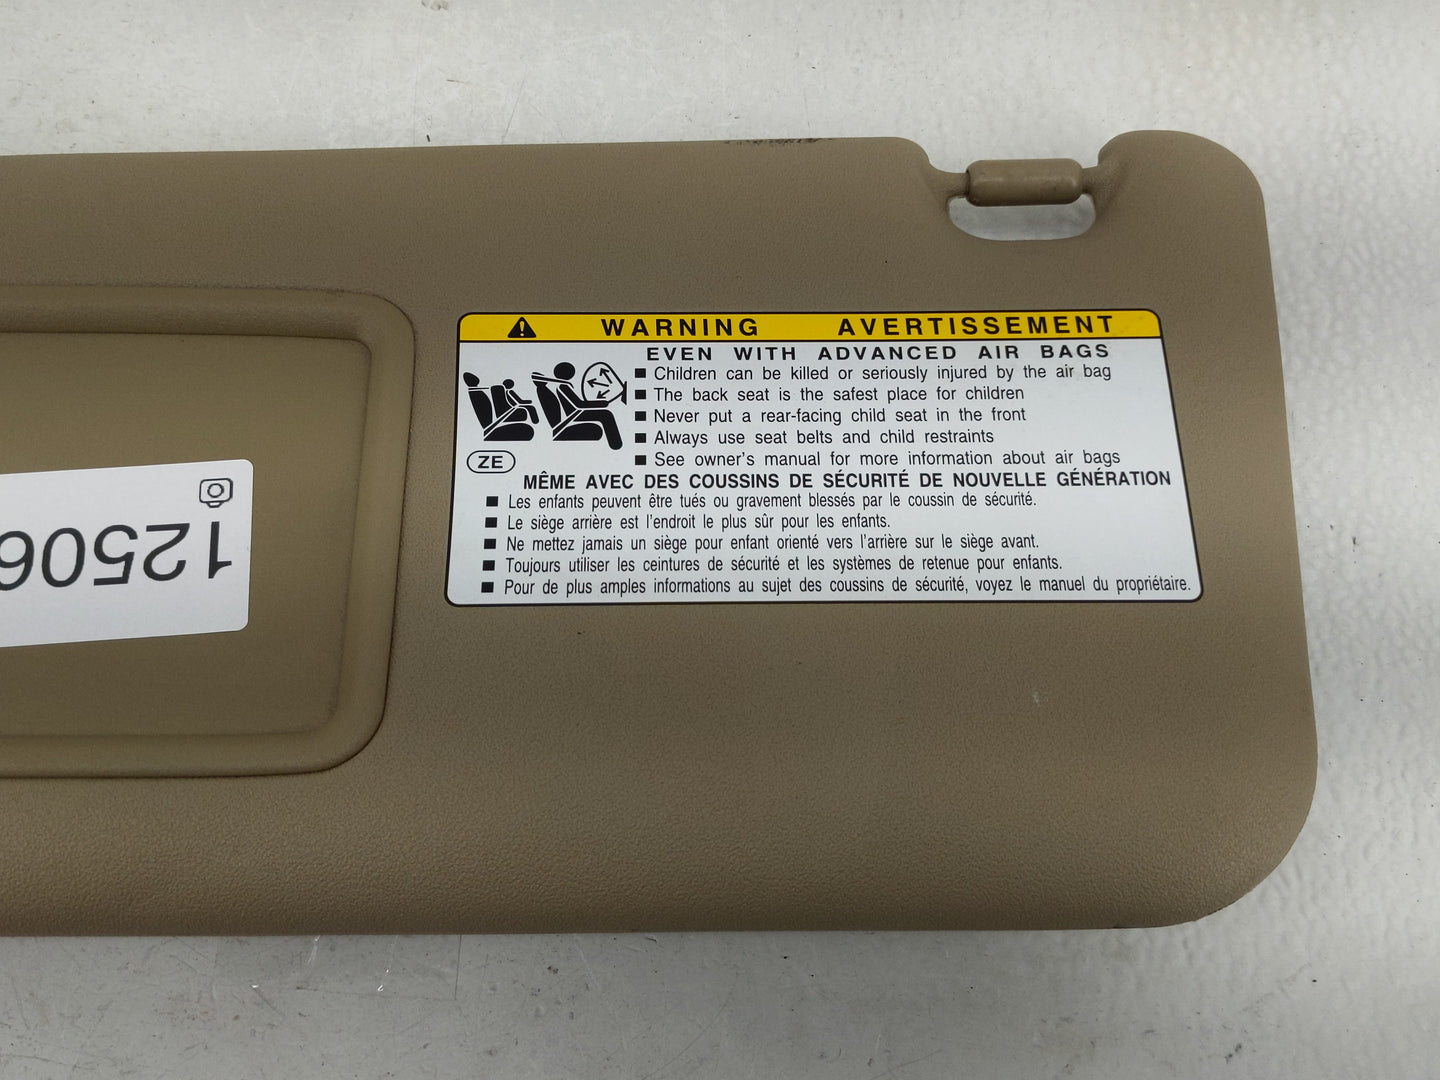 WARNING AVERTISSEMENT
EVEN WITH ADVANCED AIR BAGS
■ Children can be killed or seriously injured by the air bag
■ The back seat is the safest place for children
■ Never put a rear-facing child seat in the front
■ Always use seat belts and child restraints
■ See owner's manual for more information about air bags
ZE
MÊME AVEC DES COUSSINS DE SÉCURITÉ DE NOUVELLE GÉNÉRATION
■ Les enfants peuvent être tués ou gravement blessés par le coussin de sécurité.
■ Le siège arrière est l'endroit le plus sûr pour les enfants.
■ Ne mettez jamais un siège pour enfant orienté vers l'arrière sur le siège avant.
■ Toujours utiliser les ceintures de sécurité et les systèmes de retenue pour enfants.
■ Pour de plus amples informations au sujet des coussins de sécurité, voyez le manuel du propriétaire.
12506